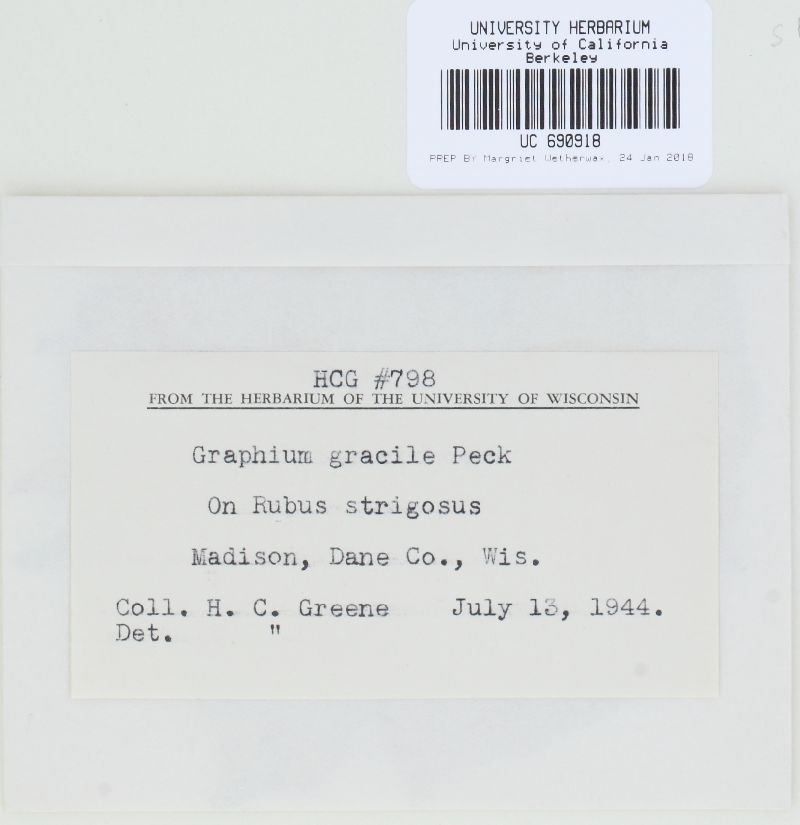 UNIVERSITY HERBARIUM
University of California
Berkeley
UC 690918
PREP BY Margriet Wetherwax, 24 Jan 2018
HCG #798
FROM THE HERBARIUM OF THE UNIVERSITY OF WISCONSIN
Graphium gracile Peck
On Rubus strigosus
Madison, Dane Co., Wis.
Coll. H. C. Greene July 13, 1944.
Det. "